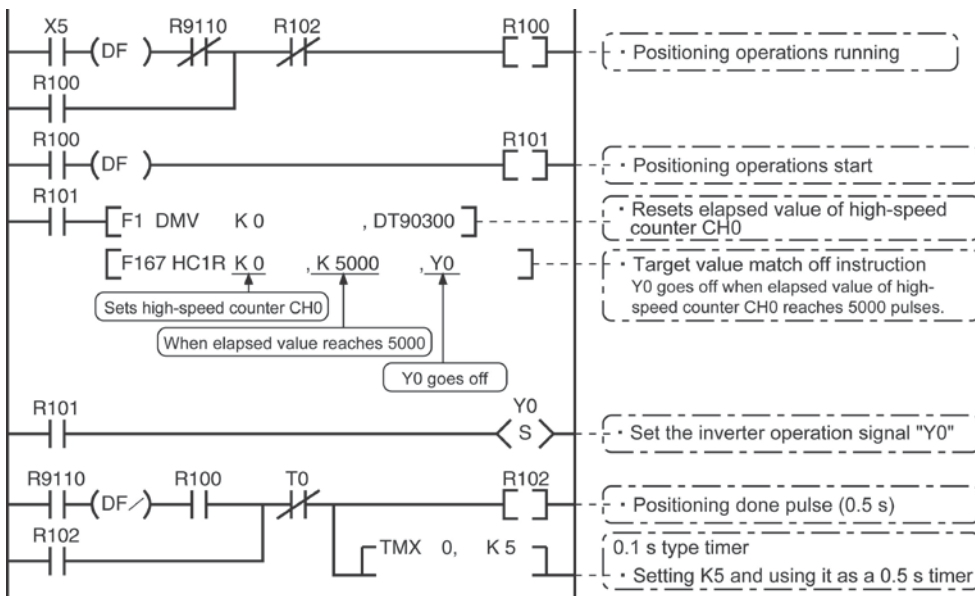 X5 R9110 R102 R100
(DF)
· Positioning operations running
R100
R100 R101
(DF)
· Positioning operations start
R101
F1 DMV K 0 , DT90300
· Resets elapsed value of high-speed
counter CH0
F167 HC1R K 0 , K 5000 , Y0
· Target value match off instruction
Y0 goes off when elapsed value of high-
speed counter CH0 reaches 5000 pulses.
Sets high-speed counter CH0
When elapsed value reaches 5000
Y0 goes off
R101 Y0
S
· Set the inverter operation signal "Y0"
R9110 R100 T0 R102
(DF/)
· Positioning done pulse (0.5 s)
R102
TMX 0, K 5
0.1 s type timer
· Setting K5 and using it as a 0.5 s timer